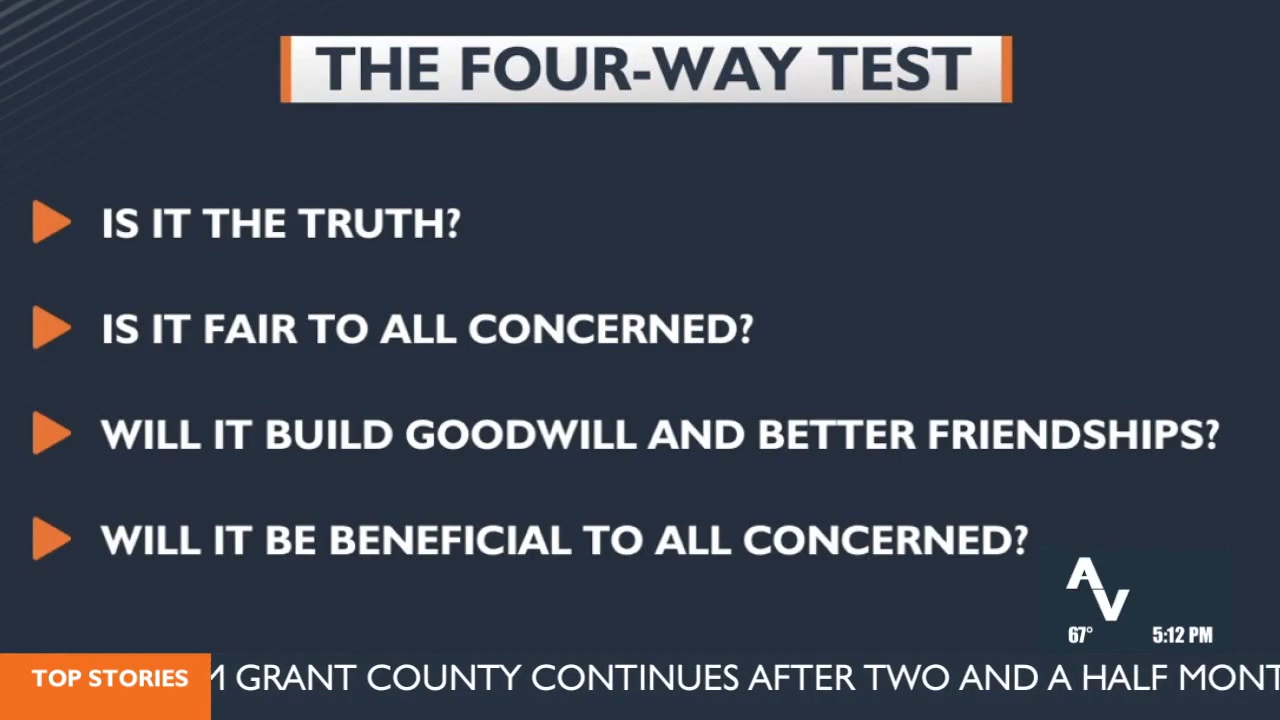 THE FOUR-WAY TEST
IS IT THE TRUTH?
IS IT FAIR TO ALL CONCERNED?
WILL IT BUILD GOODWILL AND BETTER FRIENDSHIPS?
WILL IT BE BENEFICIAL TO ALL CONCERNED?
AV
67° 5:12 PM
TOP STORIES GRANT COUNTY CONTINUES AFTER TWO AND A HALF MONT